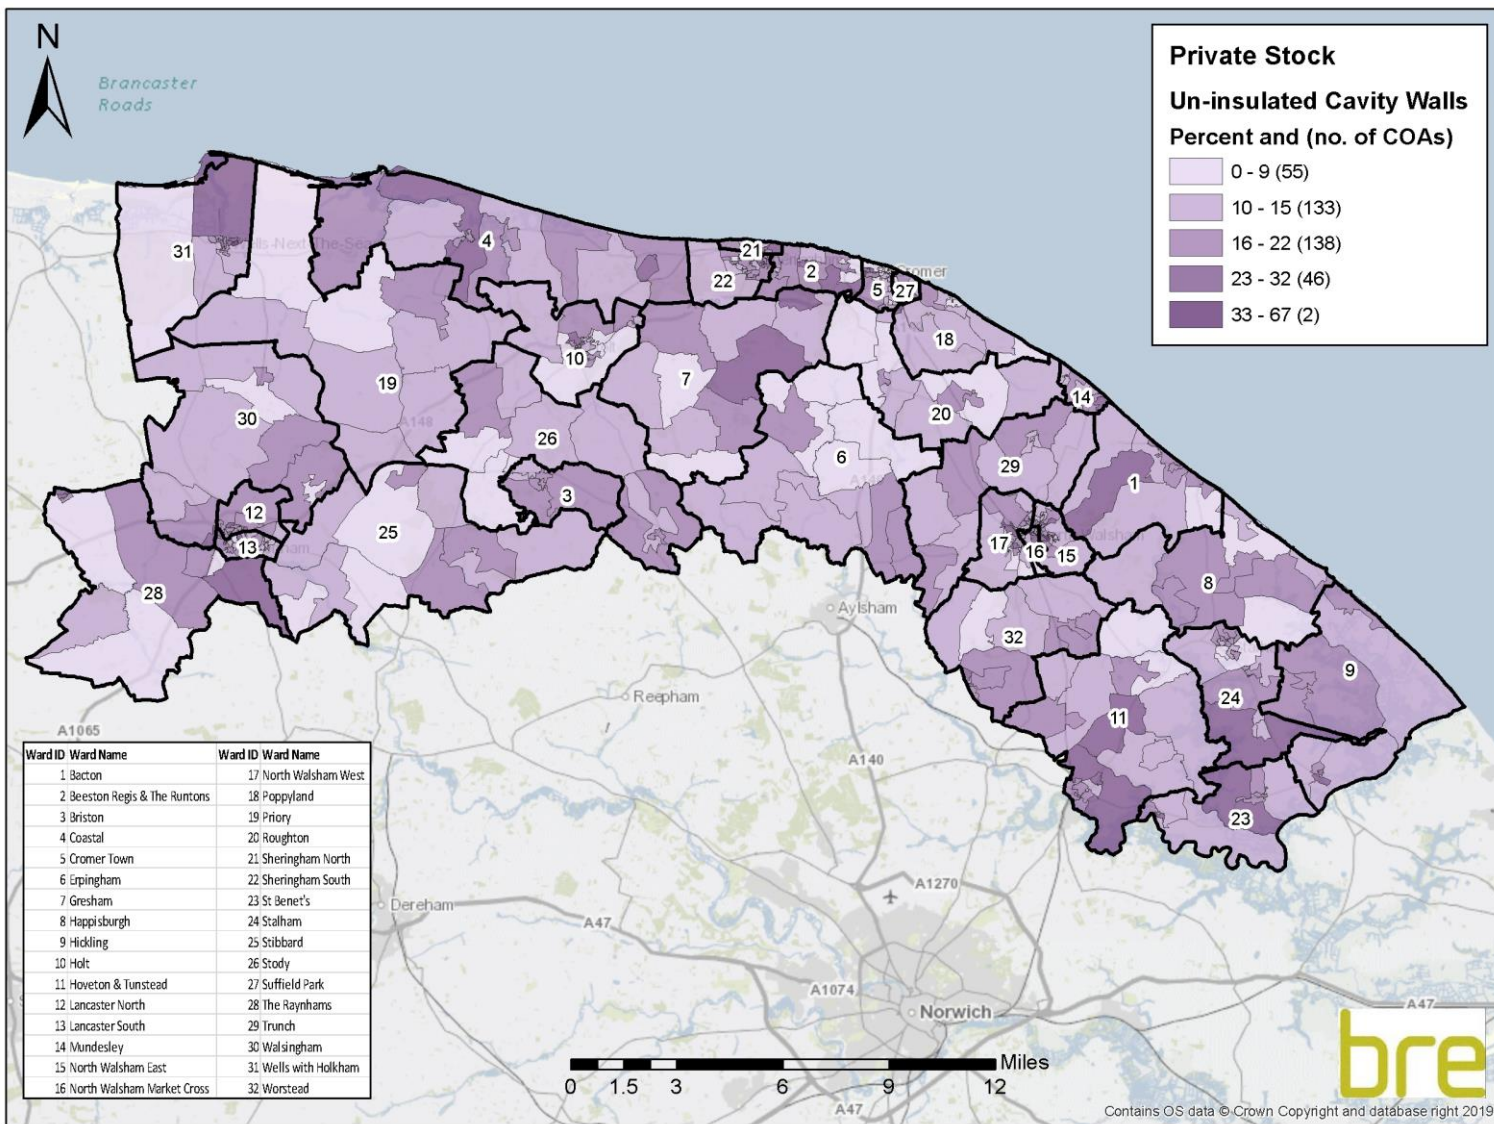 N
Brancaster
Roads
Private Stock
Un-insulated Cavity Walls
Percent and (no. of COAs)
0 - 9 (55)
10 - 15 (133)
16 - 22 (138)
23 - 32 (46)
33 - 67 (2)
31
4
21
22
2
5
Cromer
27
18
10
7
19
30
A148
26
20
14
6
29
1
3
12
13
25
17
16
15
28
8
Aylsham
32
9
Reepham
24
11
A1065
A140
23
Ward ID Ward Name Ward ID Ward Name
1 Bacton 17 North Walsham West
2 Beeston Regis & The Runtons 18 Poppyland
3 Briston 19 Priory
4 Coastal 20 Roughton
5 Cromer Town 21 Sheringham North
6 Erpingham 22 Sheringham South
7 Gresham 23 St Benet's
8 Happisburgh 24 Stalham
9 Hickling 25 Stibbard
10 Holt 26 Stody
11 Hoveton & Tunstead 27 Suffield Park
12 Lancaster North 28 The Raynhams
13 Lancaster South 29 Trunch
14 Mundesley 30 Walsingham
15 North Walsham East 31 Wells with Holkham
16 North Walsham Market Cross 32 Worstead
Dereham
A47
A1270
A1074
Norwich
A47
Miles
0 1.5 3 6 9 12
A47
bre
Contains OS data © Crown Copyright and database right 2019